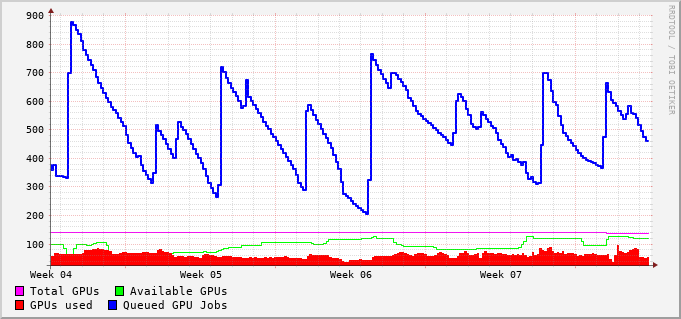 900
800
700
600
500
400
300
200
100
Week 04 Week 05 Week 06 Week 07
Total GPUs Available GPUs
GPUs used Queued GPU Jobs
RRDTOOL / TOBI OETIKER